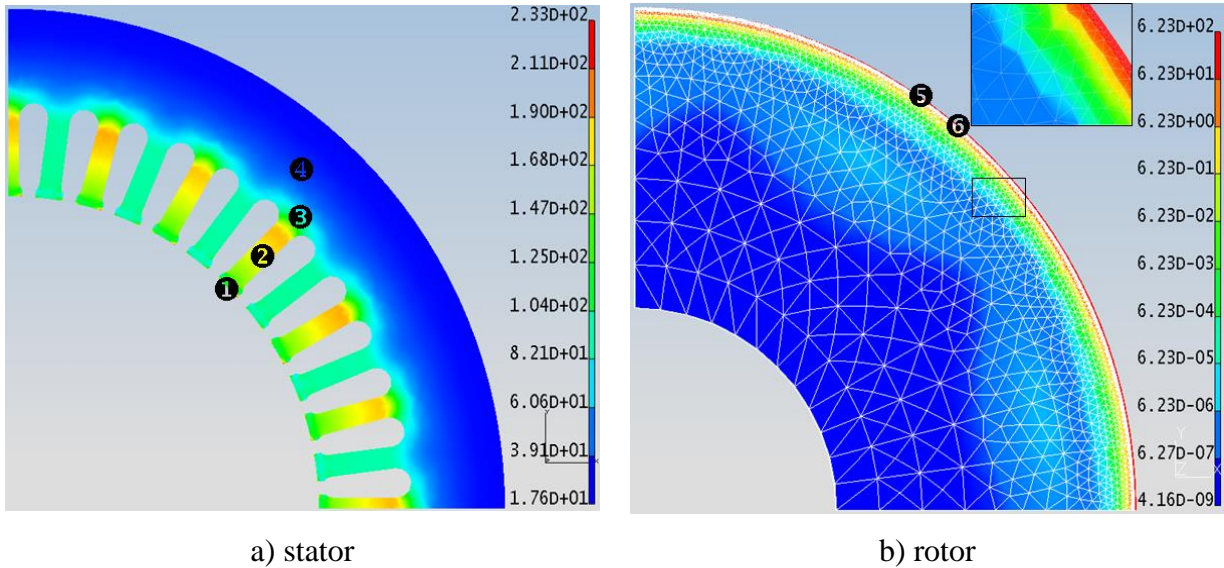 2.33D+02
2.11D+02
1.90D+02
1.68D+02
1.47D+02
1.25D+02
1.04D+02
8.21D+01
6.06D+01
3.91D+01
1.76D+01
1
2
3
4
6.23D+02
6.23D+01
6.23D+00
6.23D-01
6.23D-02
6.23D-03
6.23D-04
6.23D-05
6.23D-06
6.27D-07
4.16D-09
5
6
Y
Z X
a) stator
b) rotor